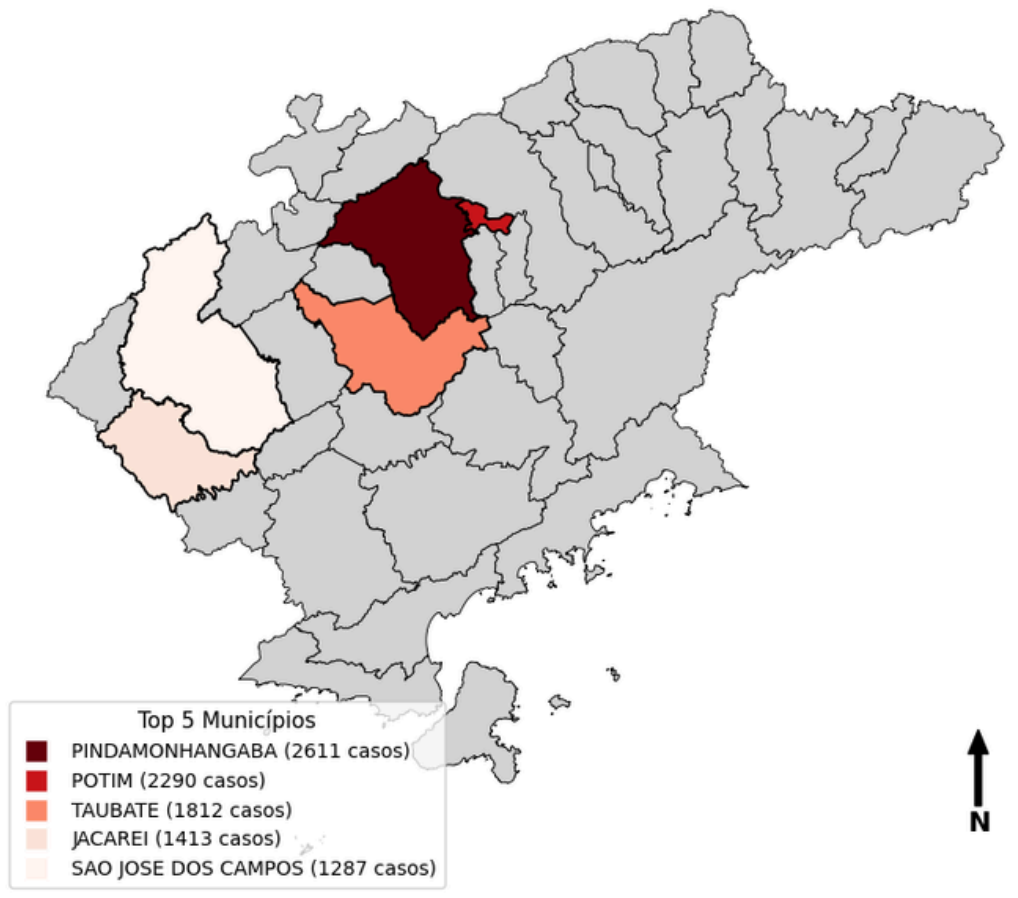 Top 5 Municípios
PINDAMONHANGABA (2611 casos)
POTIM (2290 casos)
TAUBATE (1812 casos)
JACAREI (1413 casos)
SAO JOSE DOS CAMPOS (1287 casos)
N